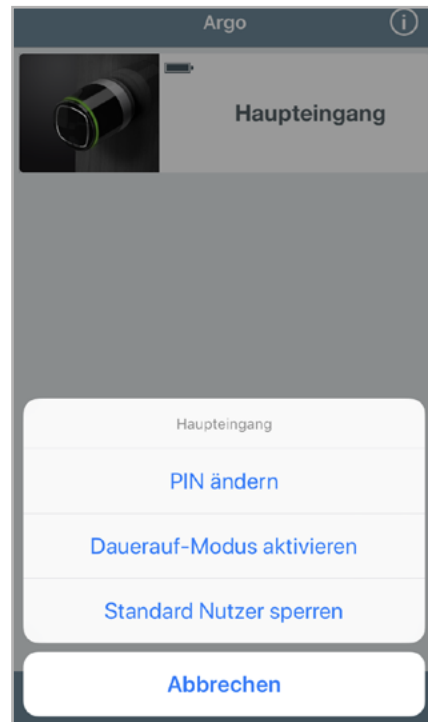 Argo
Haupteingang
Haupteingang
PIN ändern
Dauerauf-Modus aktivieren
Standard Nutzer sperren
Abbrechen